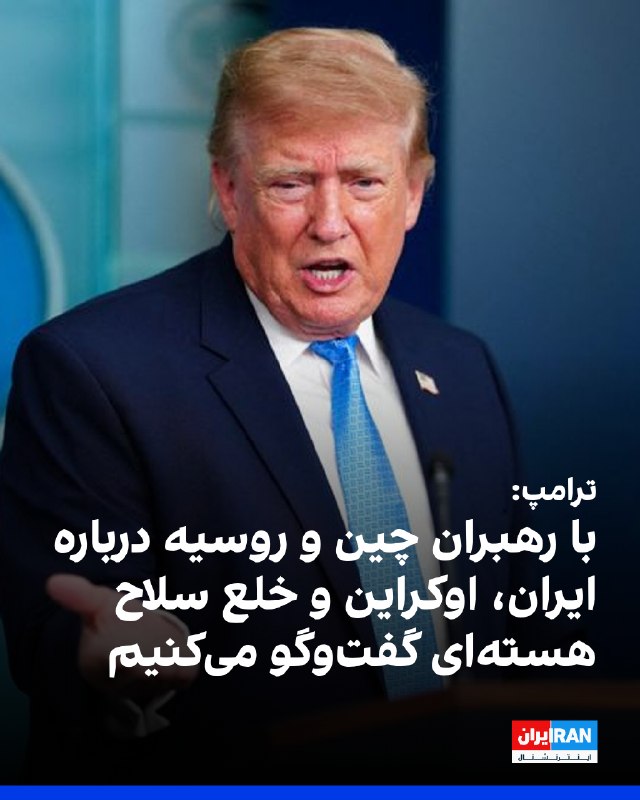 ترامپ:
با رهبران چین و روسیه درباره
ایران، اوکراین و خلع سلاح
هسته‌ای گفت‌وگو می‌کنیم
ایران IRAN
اینترنشنال